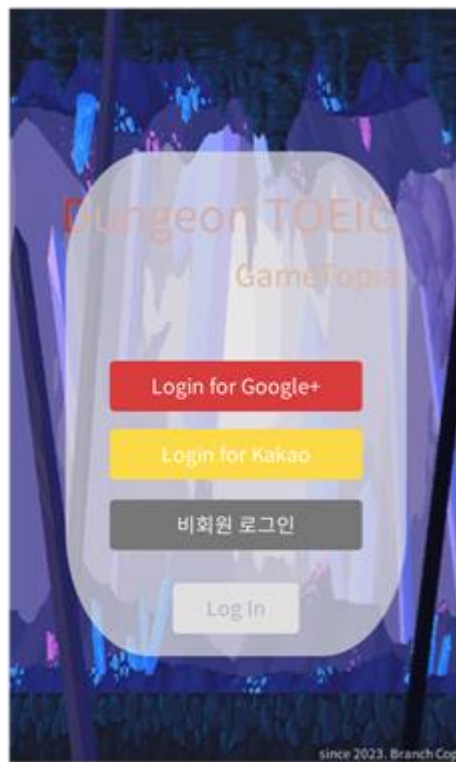 Dungeon TOEIC
GameTopia
Login for Google+
Login for Kakao
비회원 로그인
Log In
since 2023. Branch Cop